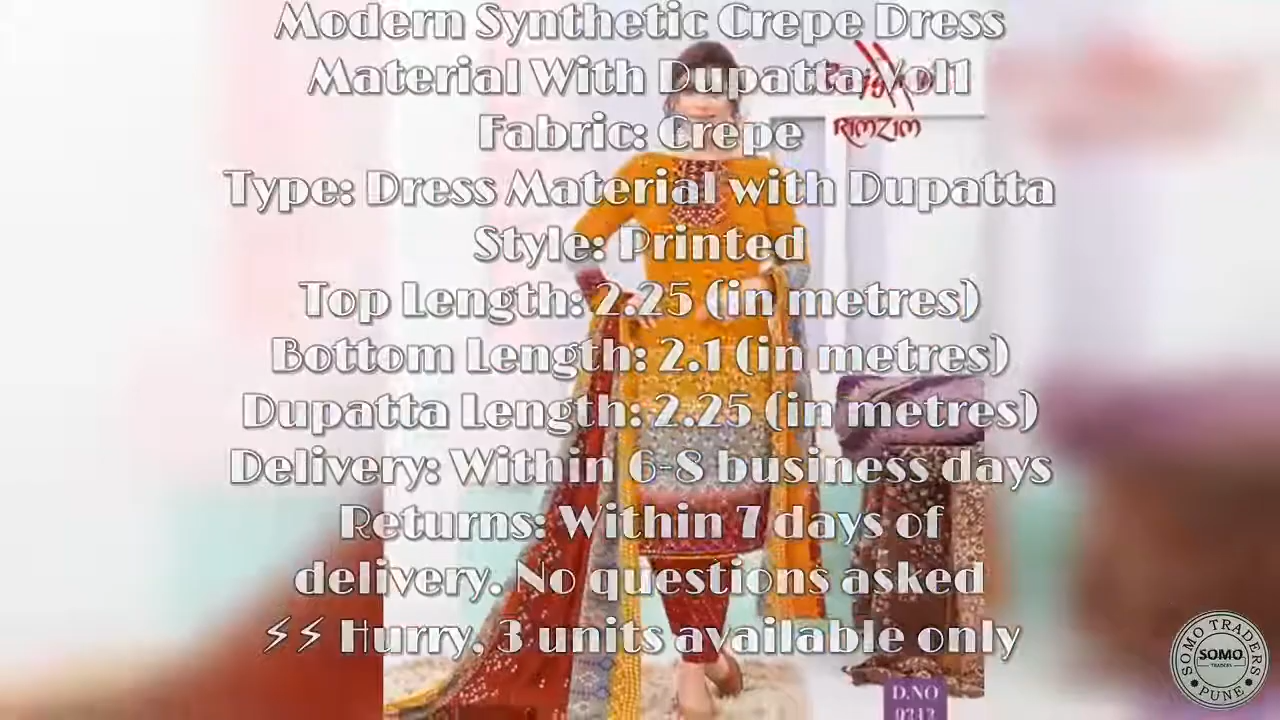 Modern Synthetic Crepe Dress
Material With Dupatta Vol1
Fabric: Crepe
RIMZIM
Type: Dress Material with Dupatta
Style: Printed
Top Length: 2.25 (in metres)
Bottom Length: 2.1 (in metres)
Dupatta Length: 2.25 (in metres)
Delivery: Within 6-8 business days
Returns: Within 7 days of
delivery. No questions asked
⚡⚡ Hurry, 3 units available only
SOMO TRADERS
SOMO
TRADERS
PUNE
D.NO